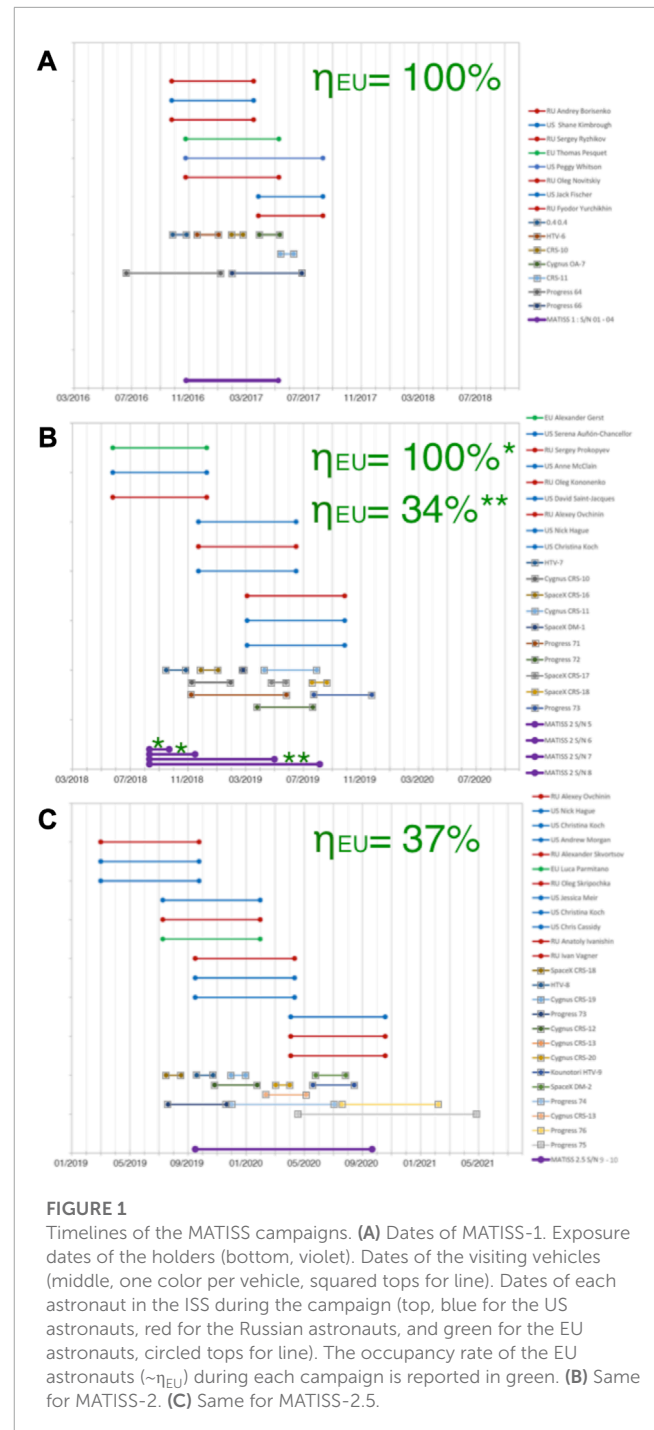 A
ηEU= 100%
RU Andrey Borisenko
US Shane Kimbrough
RU Sergey Ryzhikov
EU Thomas Pesquet
US Peggy Whitson
RU Oleg Novitskiy
US Jack Fischer
RU Fyodor Yurchikhin
0.4 0.4
HTV-6
CRS-10
Cygnus OA-7
CRS-11
Progress 64
Progress 66
MATISS 1 : S/N 01 - 04
03/2016 07/2016 11/2016 03/2017 07/2017 11/2017 03/2018 07/2018
B
ηEU= 100%*
ηEU= 34%**
EU Alexander Gerst
US Serena Auñón-Chancellor
RU Sergey Prokopyev
US Anne McClain
RU Oleg Kononenko
US David Saint-Jacques
RU Alexey Ovchinin
US Nick Hague
US Christina Koch
HTV-7
Cygnus CRS-10
SpaceX CRS-16
Cygnus CRS-11
SpaceX DM-1
Progress 71
Progress 72
SpaceX CRS-17
SpaceX CRS-18
Progress 73
MATISS 2 S/N 5
MATISS 2 S/N 6
MATISS 2 S/N 7
MATISS 2 S/N 8
*
*
**
03/2018 07/2018 11/2018 03/2019 07/2019 11/2019 03/2020 07/2020
C
ηEU= 37%
RU Alexey Ovchinin
US Nick Hague
US Christina Koch
US Andrew Morgan
RU Alexander Skvortsov
EU Luca Parmitano
RU Oleg Skripochka
US Jessica Meir
US Christina Koch
US Chris Cassidy
RU Anatoly Ivanishin
RU Ivan Vagner
SpaceX CRS-18
HTV-8
Cygnus CRS-19
Progress 73
Cygnus CRS-12
Cygnus CRS-13
Cygnus CRS-20
Kounotori HTV-9
SpaceX DM-2
Progress 74
Cygnus CRS-13
Progress 76
Progress 75
MATISS 2.5 S/N 9 - 10
01/2019 05/2019 09/2019 01/2020 05/2020 09/2020 01/2021 05/2021
FIGURE 1
Timelines of the MATISS campaigns. (A) Dates of MATISS-1. Exposure
dates of the holders (bottom, violet). Dates of the visiting vehicles
(middle, one color per vehicle, squared tops for line). Dates of each
astronaut in the ISS during the campaign (top, blue for the US
astronauts, red for the Russian astronauts, and green for the EU
astronauts, circled tops for line). The occupancy rate of the EU
astronauts (~ηEU) during each campaign is reported in green. (B) Same
for MATISS-2. (C) Same for MATISS-2.5.